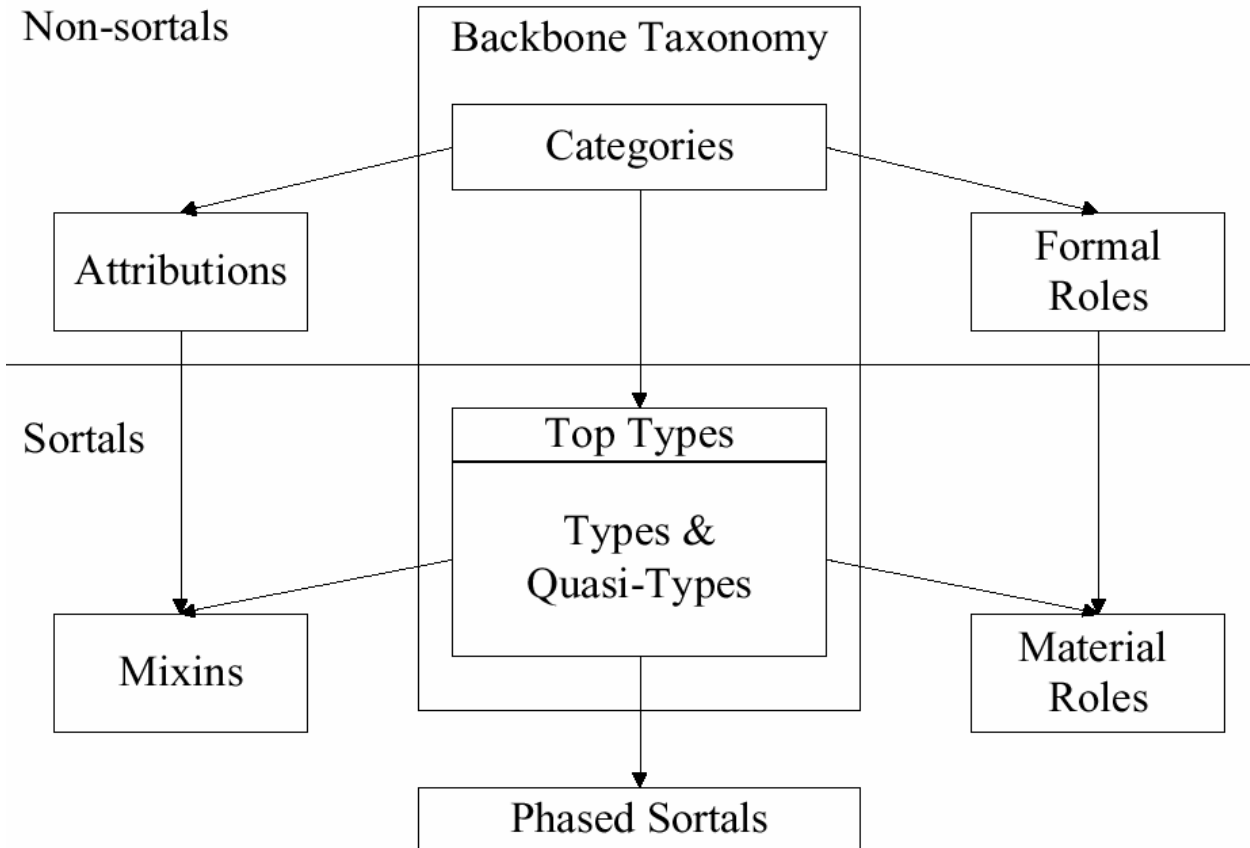 Non-sortals
Backbone Taxonomy
Categories
Attributions
Formal
Roles
Sortals
Top Types
Types &
Quasi-Types
Mixins
Material
Roles
Phased Sortals